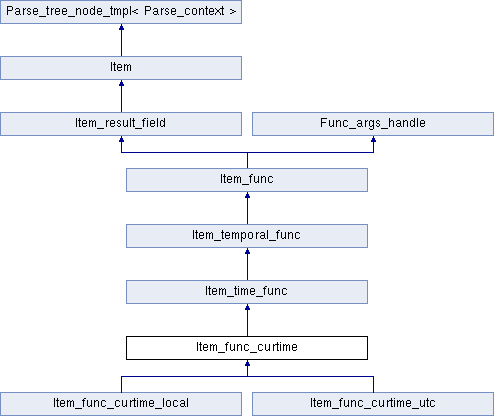 Parse_tree_node_tmpl< Parse_context >
Item
Item_result_field
Func_args_handle
Item_func
Item_temporal_func
Item_time_func
Item_func_curtime
Item_func_curtime_local
Item_func_curtime_utc